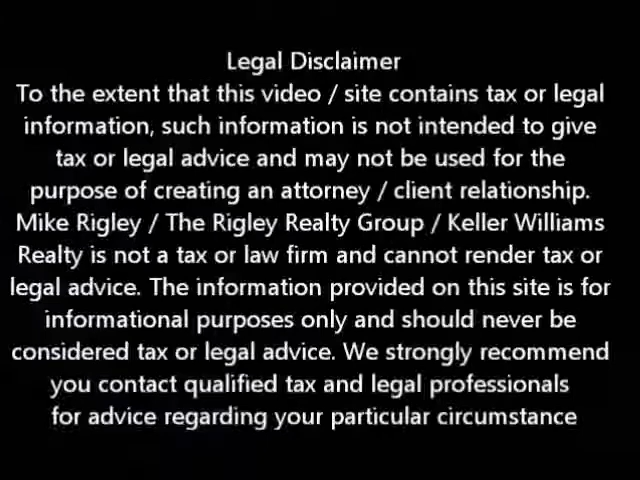 Legal Disclaimer
To the extent that this video / site contains tax or legal
information, such information is not intended to give
tax or legal advice and may not be used for the
purpose of creating an attorney / client relationship.
Mike Rigley / The Rigley Realty Group / Keller Williams
Realty is not a tax or law firm and cannot render tax or
legal advice. The information provided on this site is for
informational purposes only and should never be
considered tax or legal advice. We strongly recommend
you contact qualified tax and legal professionals
for advice regarding your particular circumstance